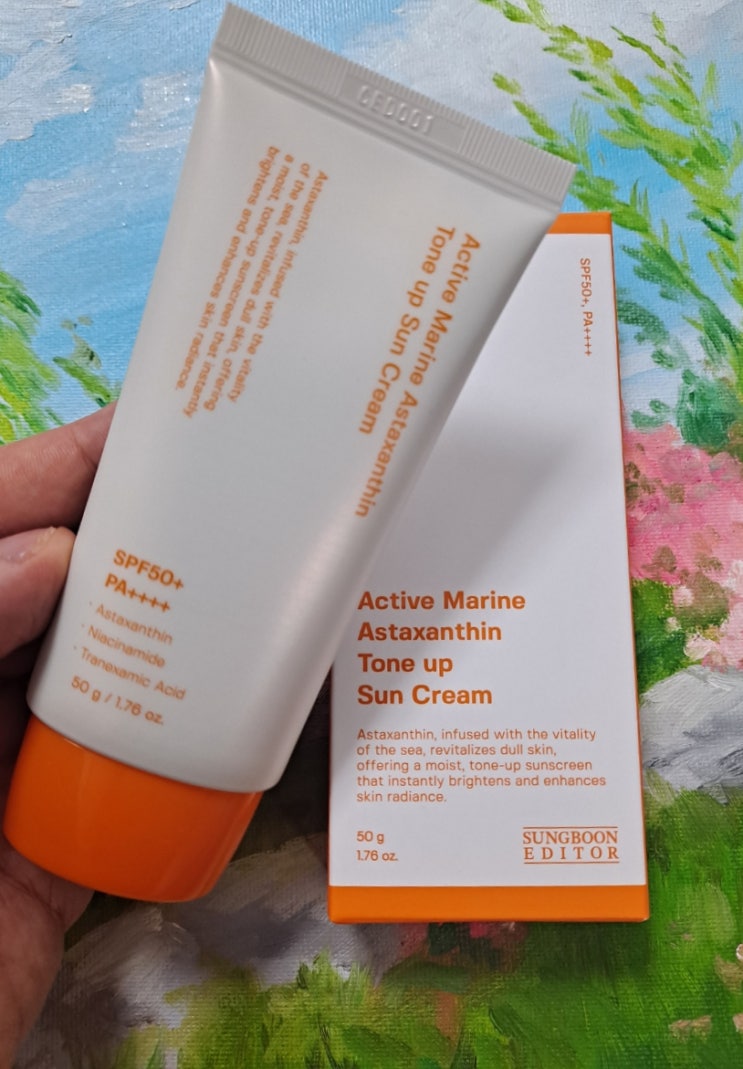 GED001
Active Marine Astaxanthin
Tone up Sun Cream
Astaxanthin, infused with the vitality
of the sea, revitalizes dull skin, offering
a moist, tone-up sunscreen that instantly
brightens and enhances skin radiance.
SPF50+
PA++++
· Astaxanthin
· Niacinamide
· Tranexamic Acid
50 g / 1.76 oz.
SPF50+, PA++++
Active Marine
Astaxanthin
Tone up
Sun Cream
Astaxanthin, infused with the vitality
of the sea, revitalizes dull skin,
offering a moist, tone-up sunscreen
that instantly brightens and enhances
skin radiance.
50 g
1.76 oz.
SUNGBOON
EDITOR